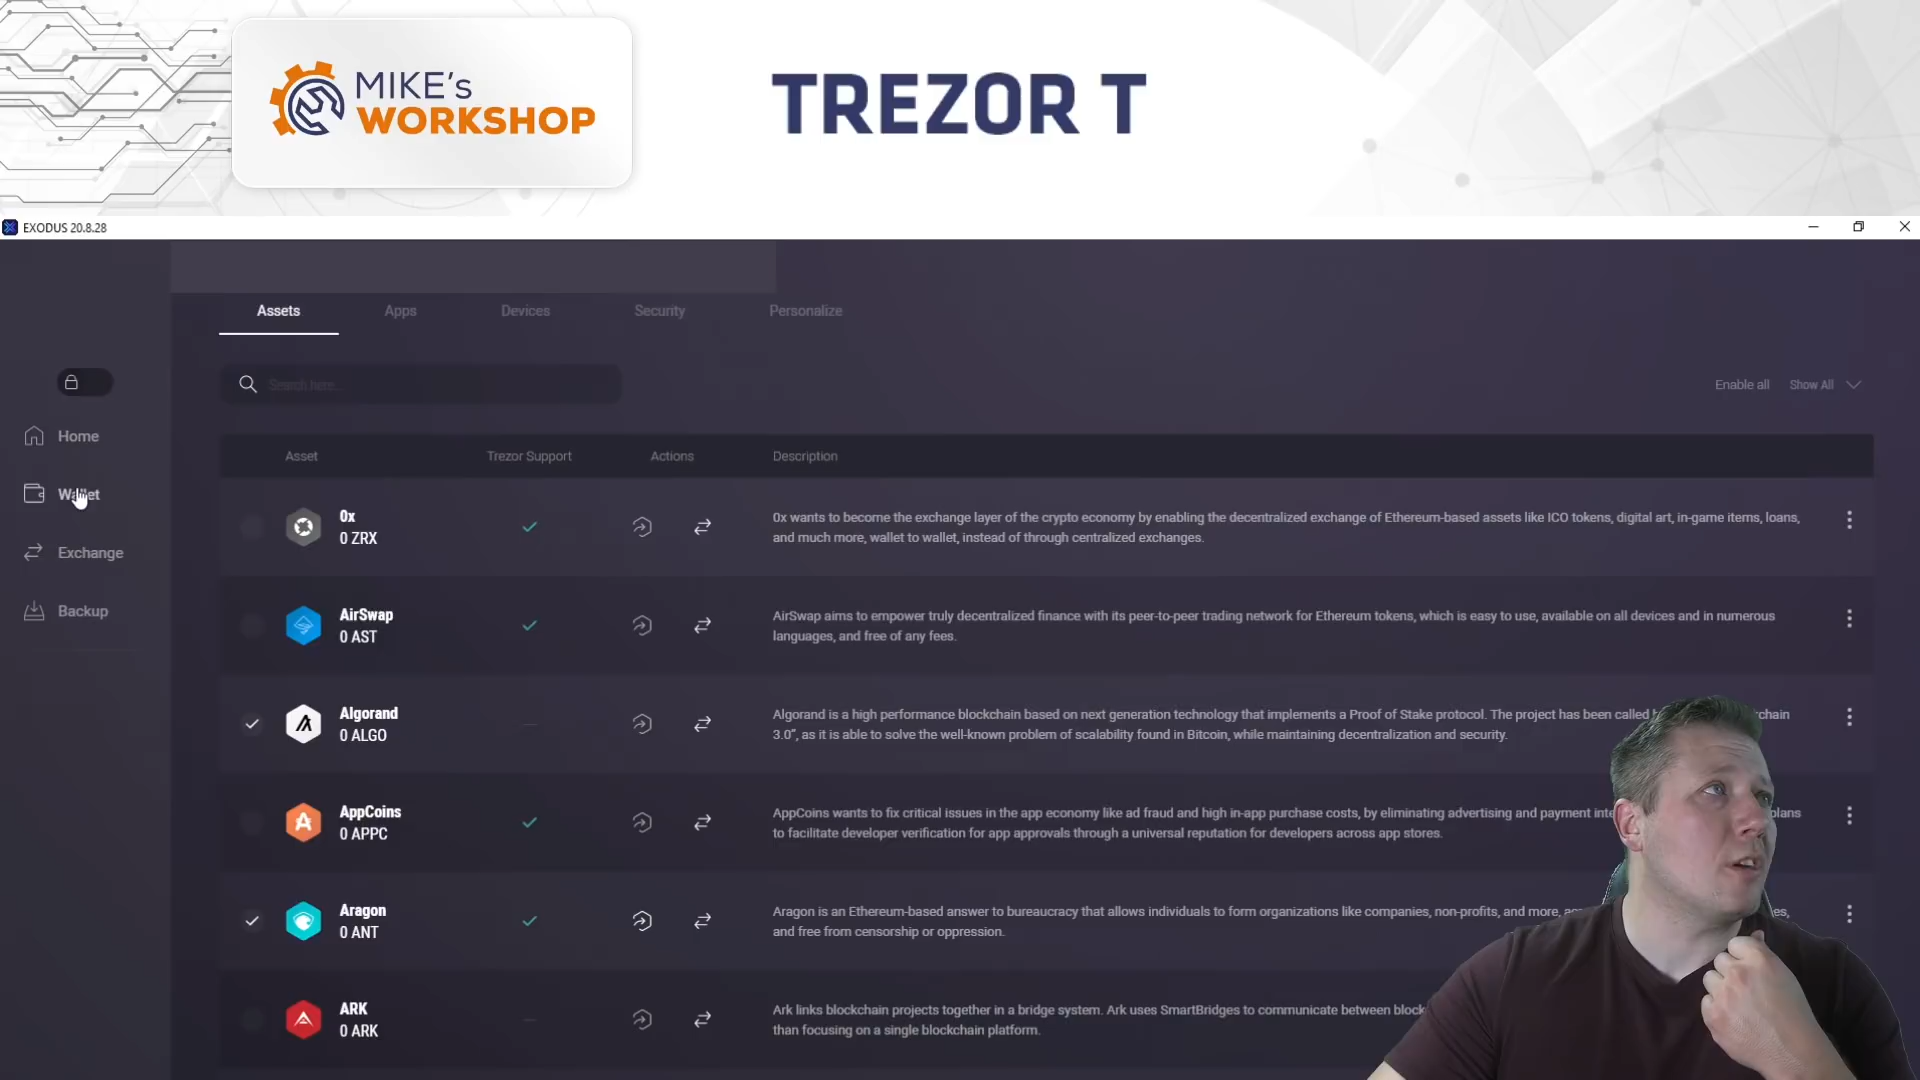 MIKE's
WORKSHOP
TREZOR T
EXODUS 20.8.28
Assets
Apps
Devices
Security
Personalize
Search here...
Enable all
Show All
Home
Wallet
Exchange
Backup
Asset
Trezor Support
Actions
Description
0x
0 ZRX
0x wants to become the exchange layer of the crypto economy by enabling the decentralized exchange of Ethereum-based assets like ICO tokens, digital art, in-game items, loans,
and much more, wallet to wallet, instead of through centralized exchanges.
AirSwap
0 AST
AirSwap aims to empower truly decentralized finance with its peer-to-peer trading network for Ethereum tokens, which is easy to use, available on all devices and in numerous
languages, and free of any fees.
Algorand
0 ALGO
Algorand is a high performance blockchain based on next generation technology that implements a Proof of Stake protocol. The project has been called
3.0", as it is able to solve the well-known problem of scalability found in Bitcoin, while maintaining decentralization and security.
AppCoins
0 APPC
AppCoins wants to fix critical issues in the app economy like ad fraud and high in-app purchase costs, by eliminating advertising and payment plans
to facilitate developer verification for app approvals through a universal reputation for developers across app stores.
Aragon
0 ANT
Aragon is an Ethereum-based answer to bureaucracy that allows individuals to form organizations like companies, non-profits, and more,
and free from censorship or oppression.
ARK
0 ARK
Ark links blockchain projects together in a bridge system. Ark uses SmartBridges to communicate between
than focusing on a single blockchain platform.